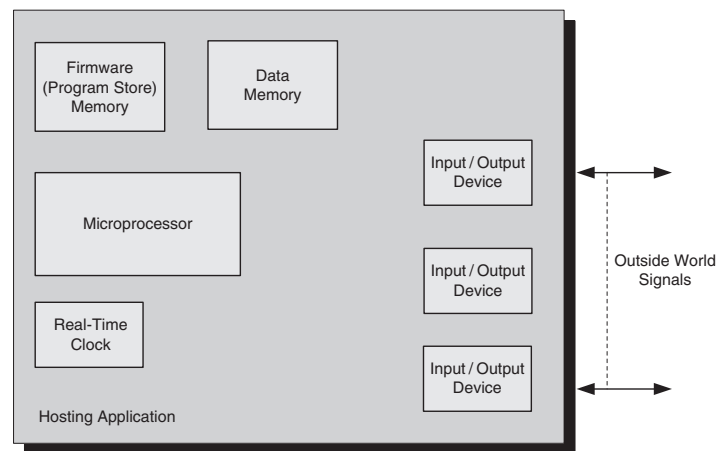 Firmware
(Program Store)
Memory
Data
Memory
Input / Output
Device
Microprocessor
Input / Output
Device
Outside World
Signals
Real-Time
Clock
Input / Output
Device
Hosting Application